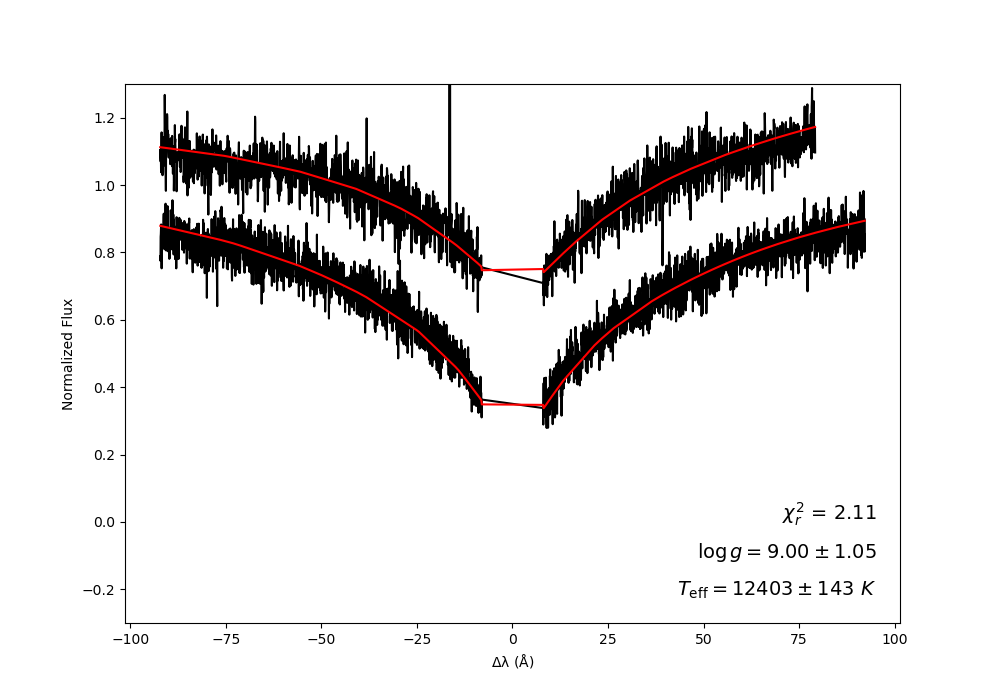 1.2
1.0
0.8
0.6
0.4
0.2
0.0
−0.2
Normalized Flux
χ²ᵣ = 2.11
log g = 9.00 ± 1.05
T_eff = 12403 ± 143 K
−100 −75 −50 −25 0 25 50 75 100
Δλ (Å)